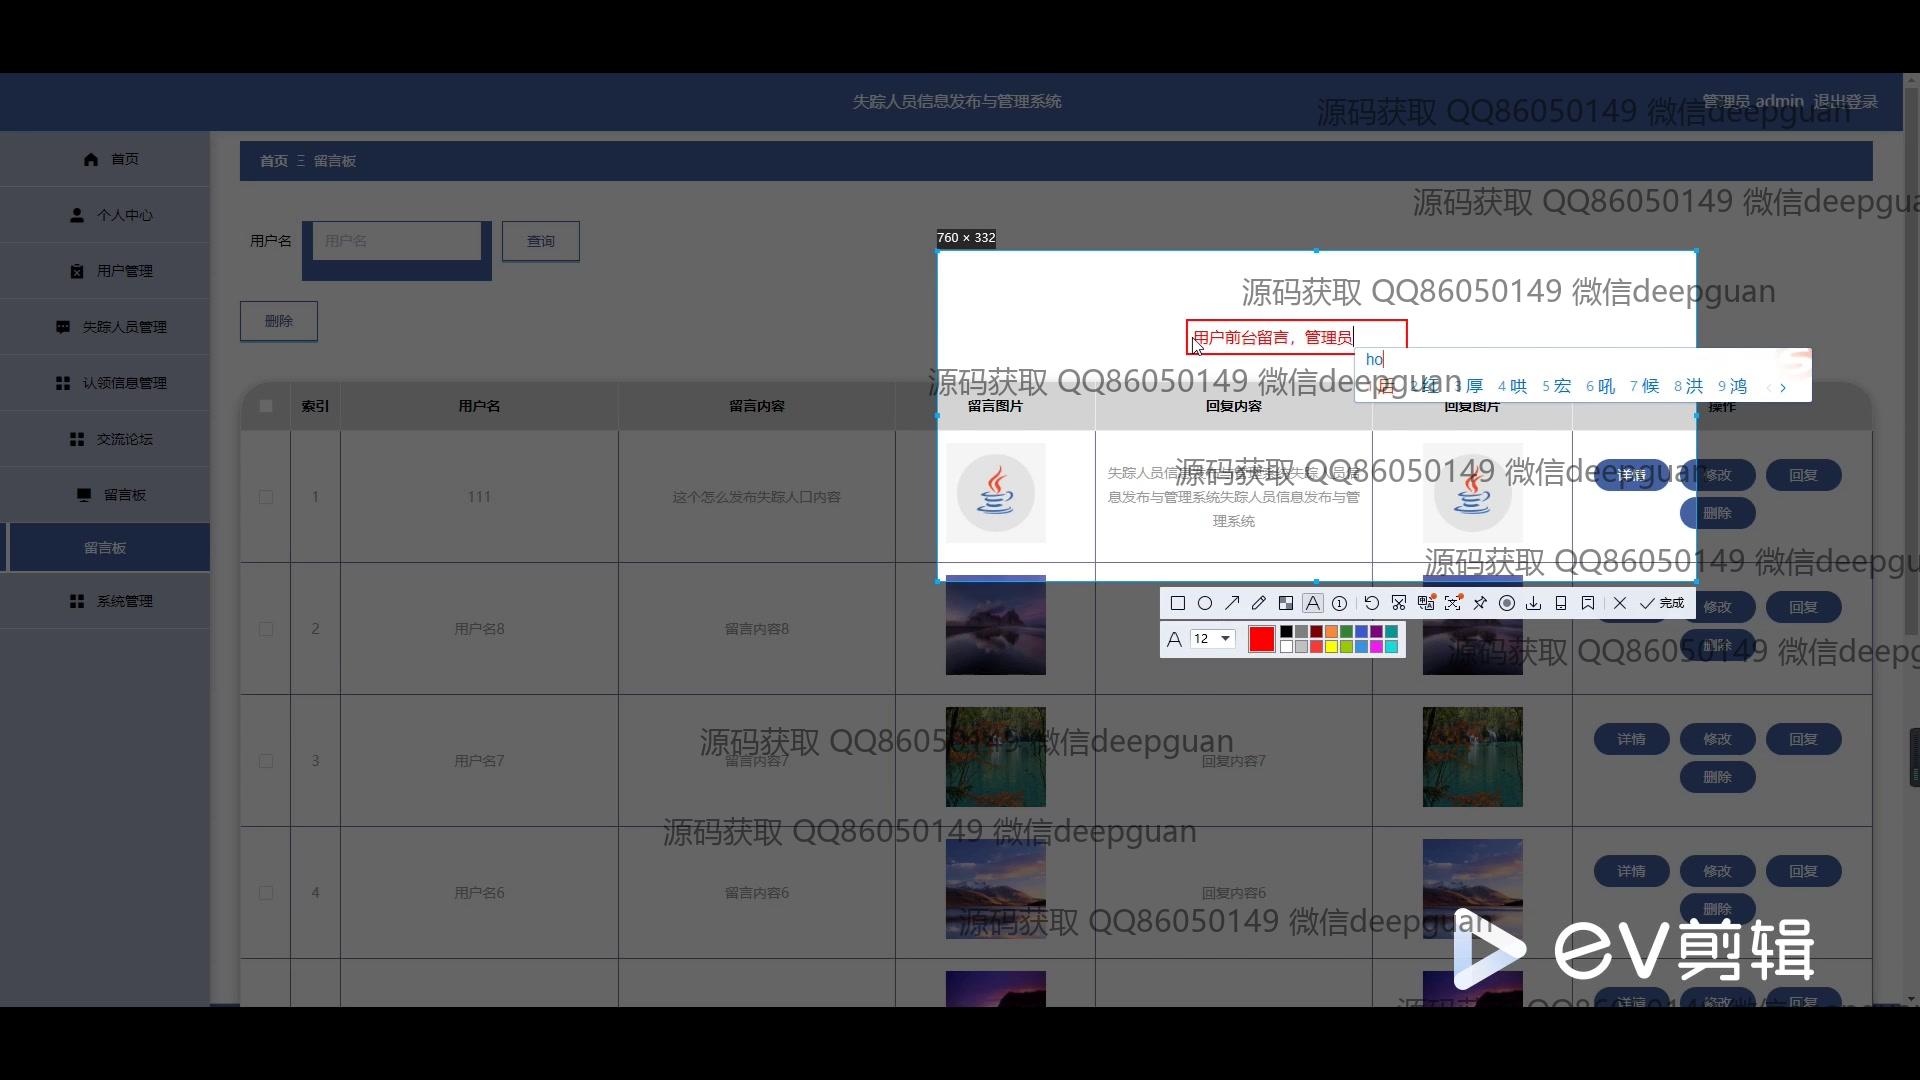 失踪人员信息发布与管理系统
管理员 admin 退出登录
源码获取 QQ86050149 微信deepguan
首页
个人中心
用户管理
失踪人员管理
认领信息管理
交流论坛
留言板
留言板
系统管理
首页 Ξ 留言板
源码获取 QQ86050149 微信deepgua
用户名 用户名 查询
760 × 332
源码获取 QQ86050149 微信deepguan
删除
用户前台留言，管理员
ho
1 后 2 红 3 厚 4 哄 5 宏 6 吼 7 候 8 洪 9 鸿
源码获取 QQ86050149 微信deepguan
索引 用户名 留言内容 留言图片 回复内容 回复图片 操作
1 111 这个怎么发布失踪人口内容
失踪人员信息发布与管理系统失踪人员信
息发布与管理系统失踪人员信息发布与管
理系统
详情 修改 回复
删除
源码获取 QQ86050149 微信deepguan
源码获取 QQ86050149 微信deepgu
完成
12
2 用户名8 留言内容8
修改 回复
删除
源码获取 QQ86050149 微信deepg
3 用户名7 留言内容7 回复内容7
详情 修改 回复
删除
源码获取 QQ86050149 微信deepguan
源码获取 QQ86050149 微信deepguan
4 用户名6 留言内容6 回复内容6
详情 修改 回复
删除
源码获取 QQ86050149 微信deepguan
EV剪辑
详情 修改 回复